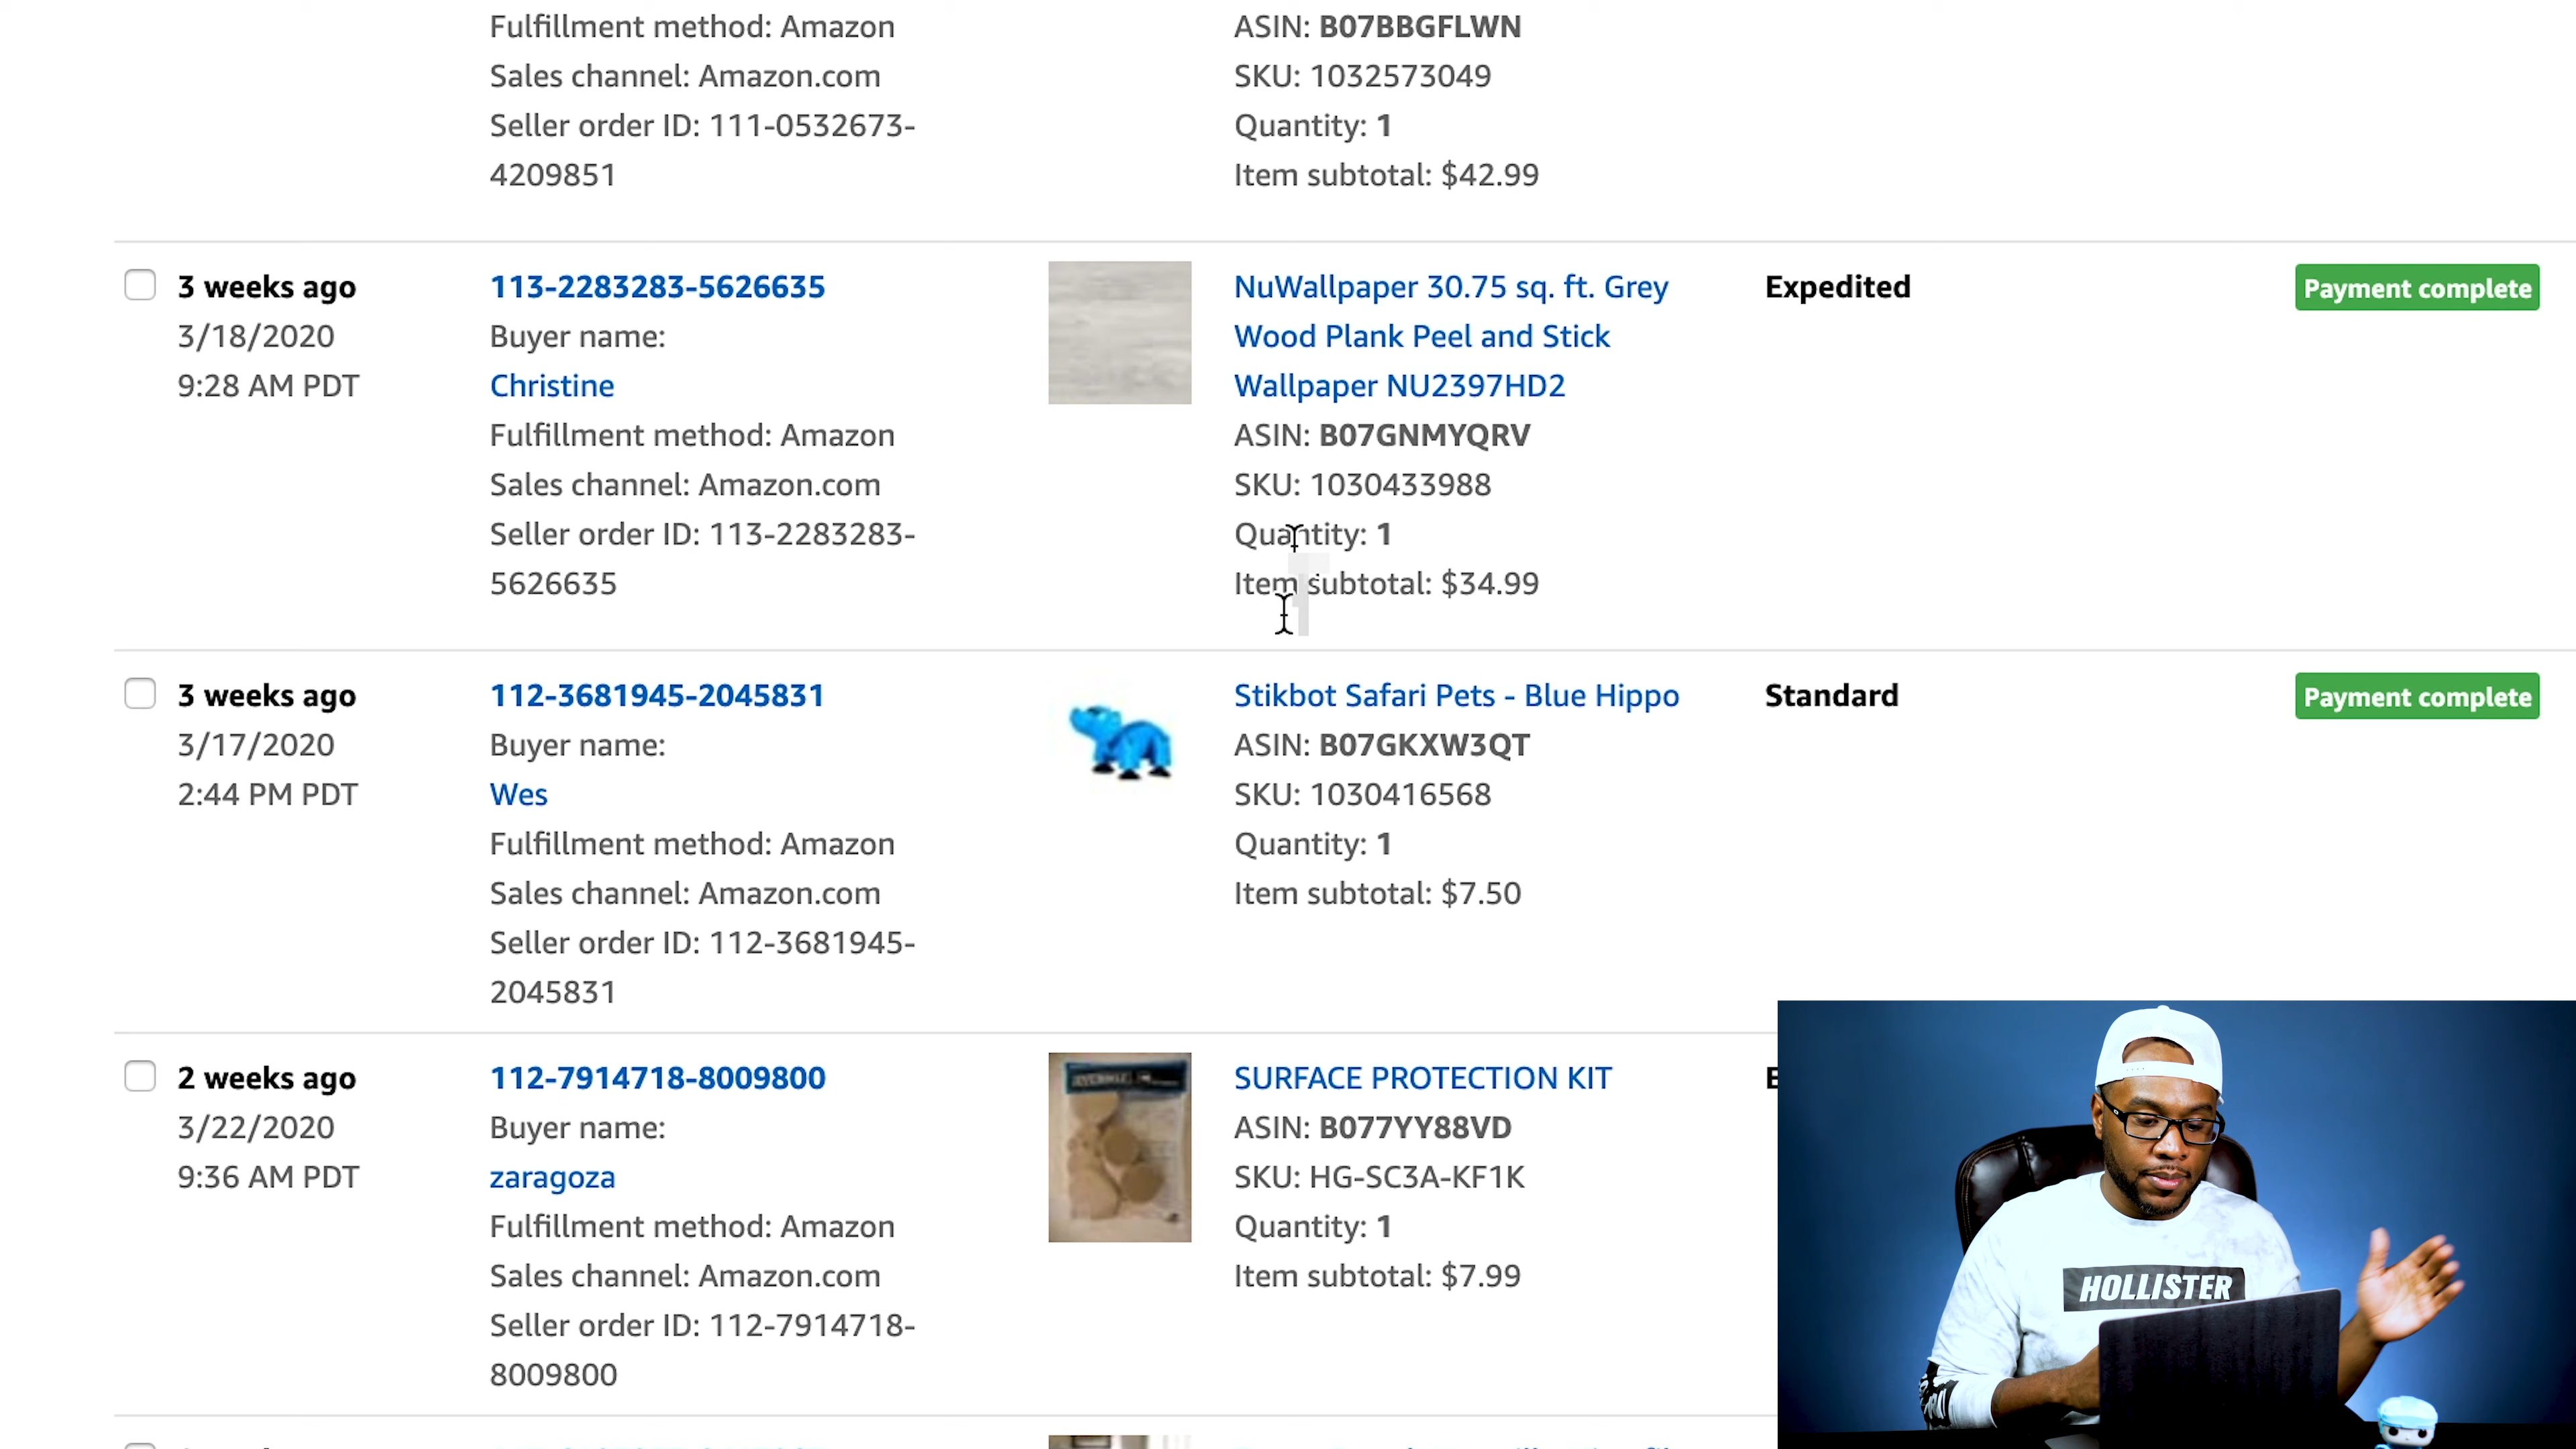 Fulfillment method: Amazon
Sales channel: Amazon.com
Seller order ID: 111-0532673-
4209851
ASIN: B07BBGFLWN
SKU: 1032573049
Quantity: 1
Item subtotal: $42.99
3 weeks ago
3/18/2020
9:28 AM PDT
113-2283283-5626635
Buyer name:
Christine
Fulfillment method: Amazon
Sales channel: Amazon.com
Seller order ID: 113-2283283-
5626635
NuWallpaper 30.75 sq. ft. Grey
Wood Plank Peel and Stick
Wallpaper NU2397HD2
ASIN: B07GNMYQRV
SKU: 1030433988
Quantity: 1
Item subtotal: $34.99
Expedited
Payment complete
3 weeks ago
3/17/2020
2:44 PM PDT
112-3681945-2045831
Buyer name:
Wes
Fulfillment method: Amazon
Sales channel: Amazon.com
Seller order ID: 112-3681945-
2045831
Stikbot Safari Pets - Blue Hippo
ASIN: B07GKXW3QT
SKU: 1030416568
Quantity: 1
Item subtotal: $7.50
Standard
Payment complete
2 weeks ago
3/22/2020
9:36 AM PDT
112-7914718-8009800
Buyer name:
zaragoza
Fulfillment method: Amazon
Sales channel: Amazon.com
Seller order ID: 112-7914718-
8009800
SURFACE PROTECTION KIT
ASIN: B077YY88VD
SKU: HG-SC3A-KF1K
Quantity: 1
Item subtotal: $7.99
HOLLISTER